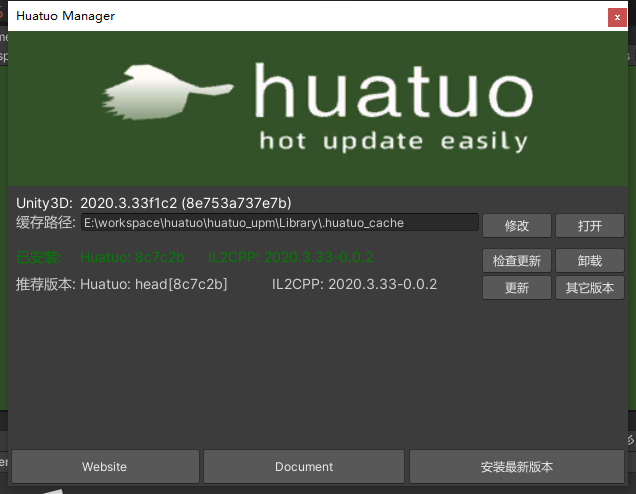 Huatuo Manager
x
huatuo
hot update easily
Unity3D: 2020.3.33f1c2 (8e753a737e7b)
缓存路径: E:\workspace\huatuo\huatuo_upm\Library\.huatuo_cache 修改 打开
已安装: Huatuo: 8c7c2b IL2CPP: 2020.3.33-0.0.2 检查更新 卸载
推荐版本: Huatuo: head[8c7c2b] IL2CPP: 2020.3.33-0.0.2 更新 其它版本
Website Document 安装最新版本